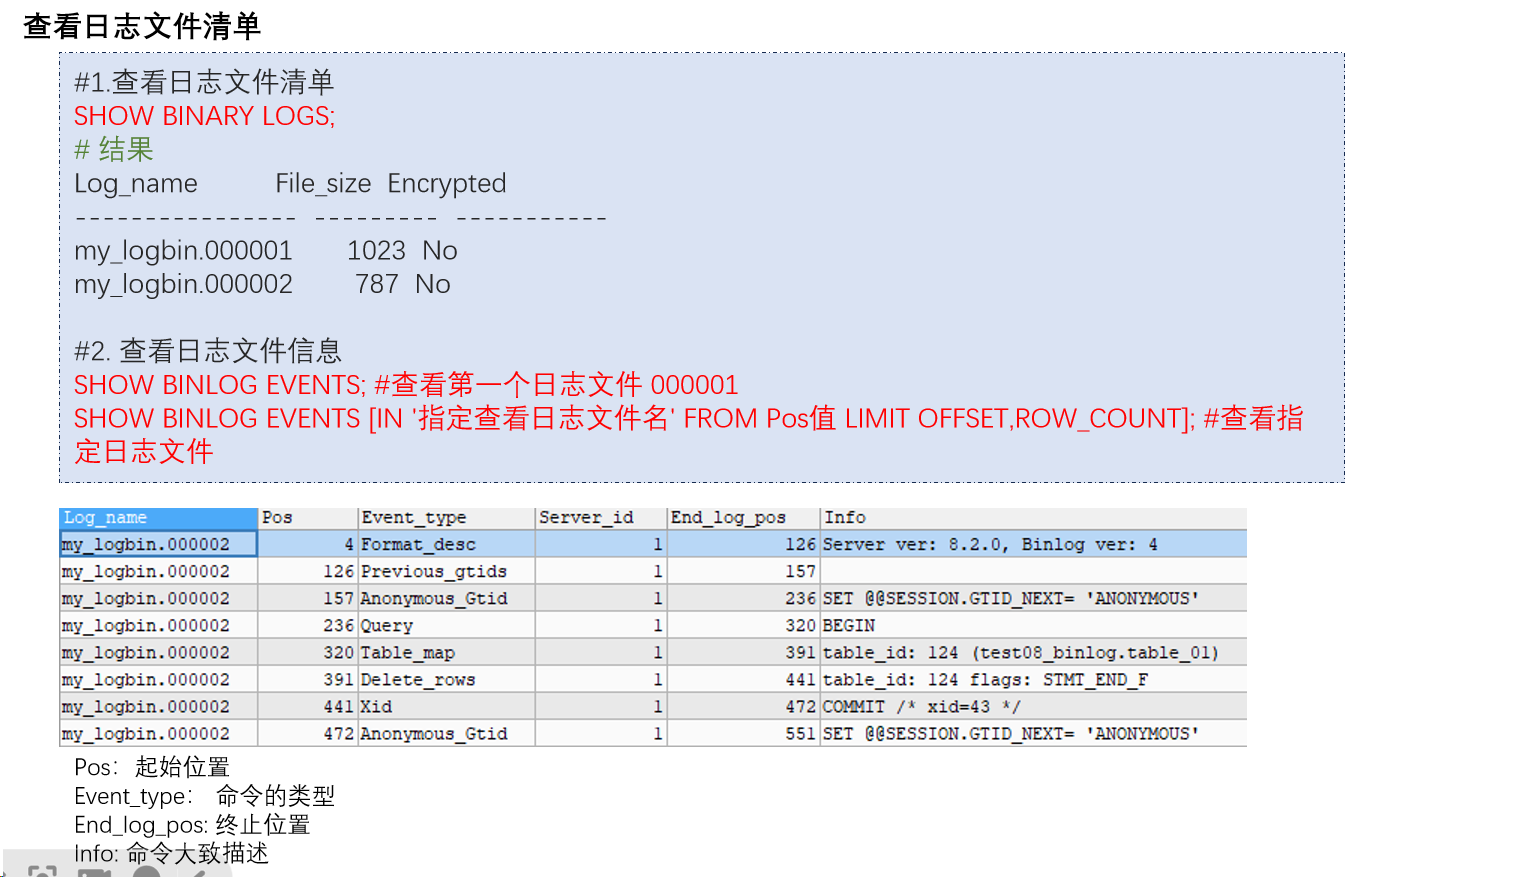 查看日志文件清单
#1.查看日志文件清单
SHOW BINARY LOGS;
# 结果
Log_name File_size Encrypted
---------------- --------- -----------
my_logbin.000001 1023 No
my_logbin.000002 787 No
#2. 查看日志文件信息
SHOW BINLOG EVENTS; #查看第一个日志文件 000001
SHOW BINLOG EVENTS [IN '指定查看日志文件名' FROM Pos值 LIMIT OFFSET,ROW_COUNT]; #查看指
定日志文件
Log_name Pos Event_type Server_id End_log_pos Info
my_logbin.000002 4 Format_desc 1 126 Server ver: 8.2.0, Binlog ver: 4
my_logbin.000002 126 Previous_gtids 1 157
my_logbin.000002 157 Anonymous_Gtid 1 236 SET @@SESSION.GTID_NEXT= 'ANONYMOUS'
my_logbin.000002 236 Query 1 320 BEGIN
my_logbin.000002 320 Table_map 1 391 table_id: 124 (test08_binlog.table_01)
my_logbin.000002 391 Delete_rows 1 441 table_id: 124 flags: STMT_END_F
my_logbin.000002 441 Xid 1 472 COMMIT /* xid=43 */
my_logbin.000002 472 Anonymous_Gtid 1 551 SET @@SESSION.GTID_NEXT= 'ANONYMOUS'
Pos： 起始位置
Event_type： 命令的类型
End_log_pos: 终止位置
Info: 命令大致描述